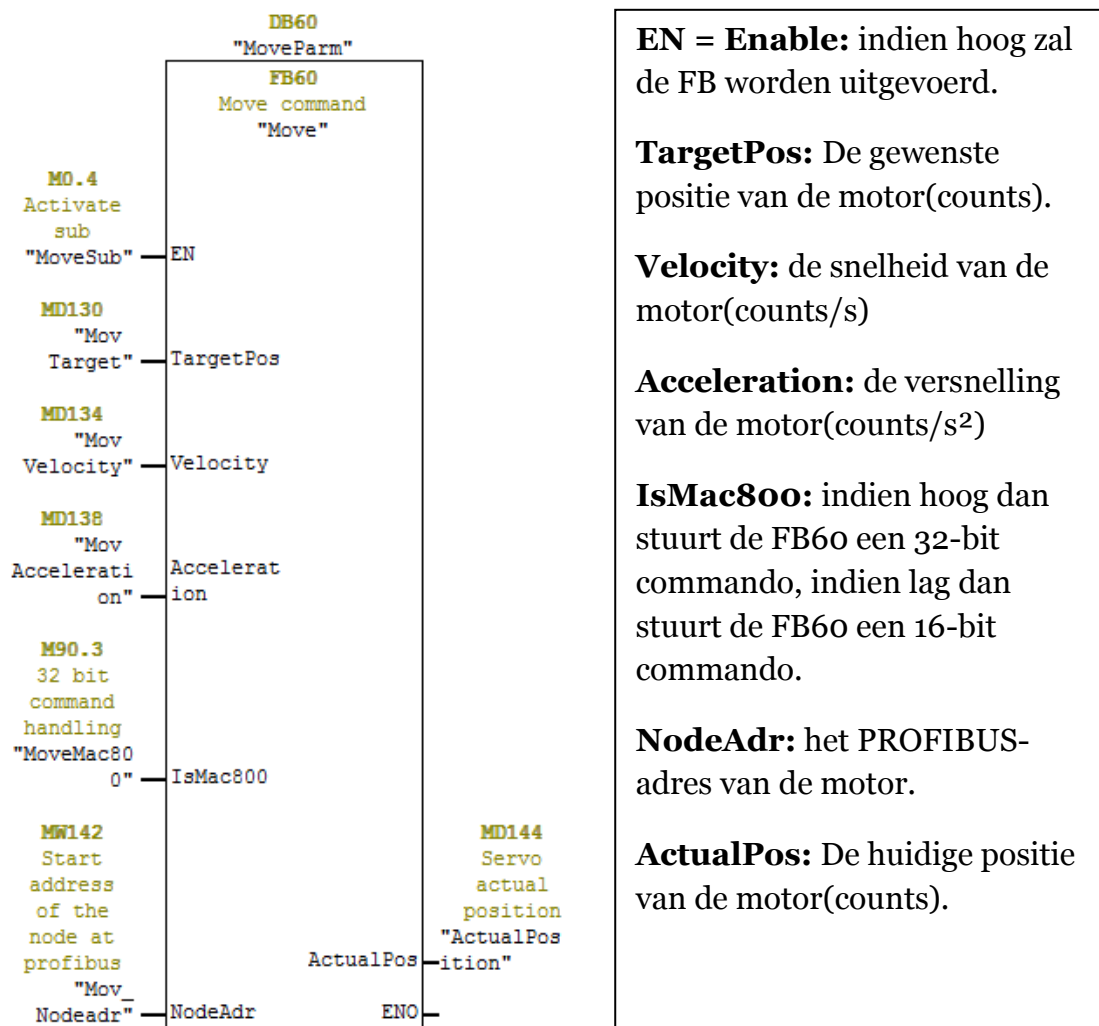 DB60
"MoveParm"
FB60
Move command
"Move"
M0.4
Activate
sub
"MoveSub"
EN
MD130
"Mov
Target"
TargetPos
MD134
"Mov
Velocity"
Velocity
MD138
"Mov
Accelerati
on"
Accelerat
ion
M90.3
32 bit
command
handling
"MoveMac80
0"
IsMac800
MW142
Start
address
of the
node at
profibus
"Mov_
Nodeadr"
NodeAdr
MD144
Servo
actual
position
"ActualPos
ition"
ActualPos
ENO
EN = Enable: indien hoog zal
de FB worden uitgevoerd.
TargetPos: De gewenste
positie van de motor(counts).
Velocity: de snelheid van de
motor(counts/s)
Acceleration: de versnelling
van de motor(counts/s²)
IsMac800: indien hoog dan
stuurt de FB60 een 32-bit
commando, indien lag dan
stuurt de FB60 een 16-bit
commando.
NodeAdr: het PROFIBUS-
adres van de motor.
ActualPos: De huidige positie
van de motor(counts).